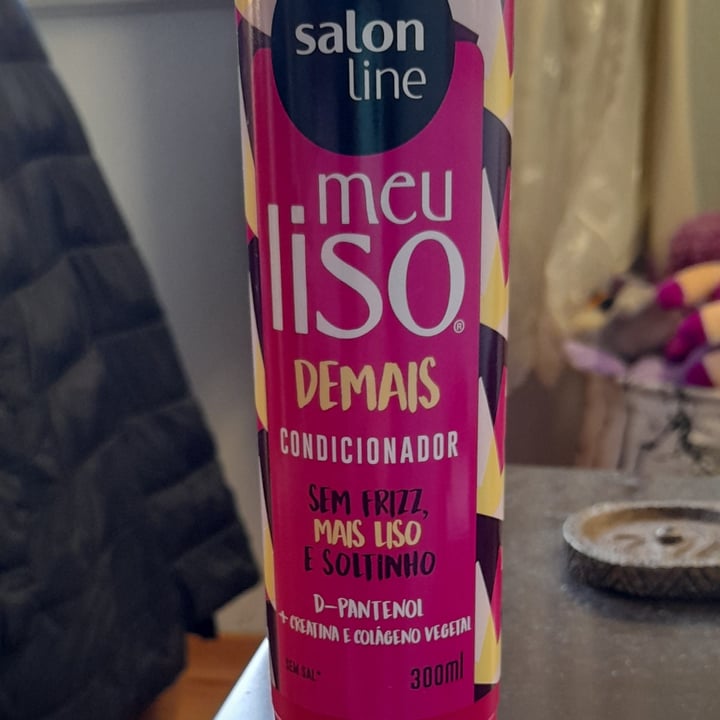 salon
line
meu
liso®
DEMAIS
CONDICIONADOR
SEM FRIZZ,
MAIS LISO
E SOLTINHO
D-PANTENOL
+ CREATINA E COLÁGENO VEGETAL
SEM SAL*
300ml